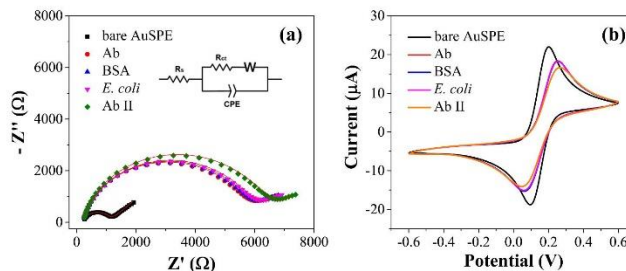 (a)
bare AuSPE
Ab
BSA
E. coli
Ab II
Rs
Rct
W
CPE
- Z'' (Ω)
8000
6000
4000
2000
0
0 2000 4000 6000 8000
Z' (Ω)
(b)
bare AuSPE
Ab
BSA
E. coli
Ab II
Current (µA)
30
20
10
0
-10
-20
-0.6 -0.4 -0.2 0.0 0.2 0.4 0.6
Potential (V)